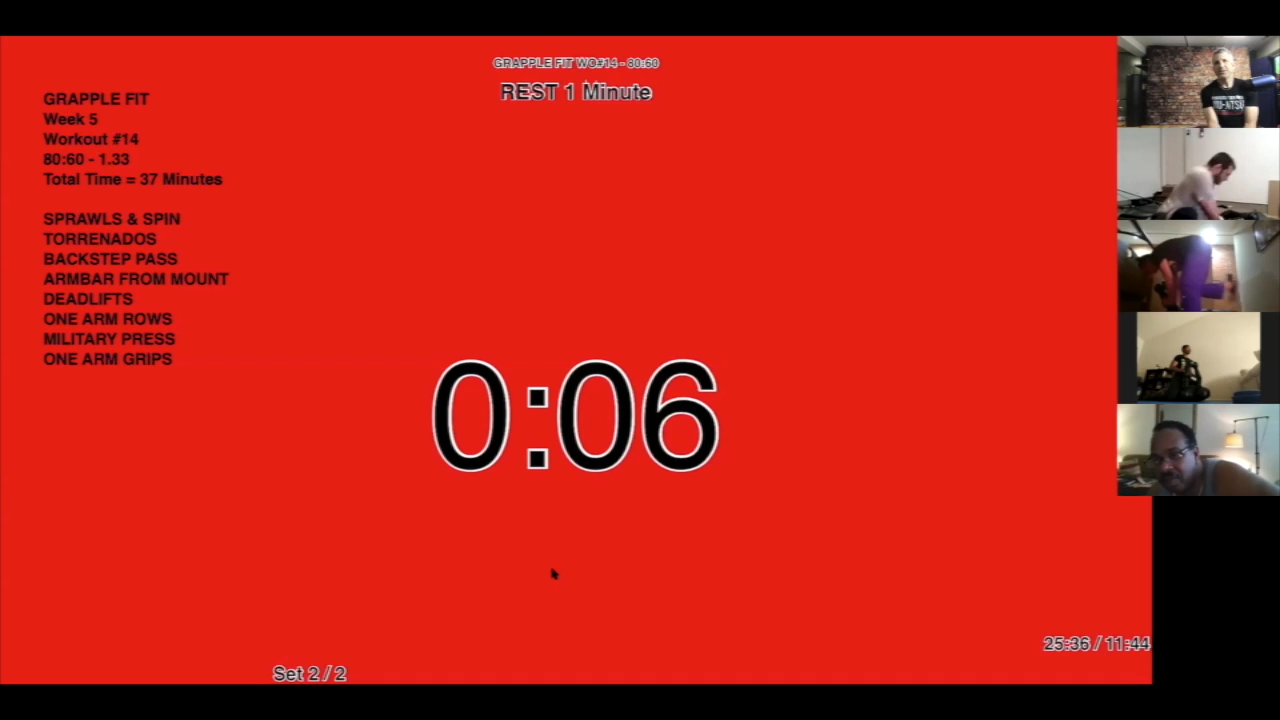 GRAPPLE FIT WO#14 - 80:60
REST 1 Minute
GRAPPLE FIT
Week 5
Workout #14
80:60 - 1.33
Total Time = 37 Minutes
SPRAWLS & SPIN
TORRENADOS
BACKSTEP PASS
ARMBAR FROM MOUNT
DEADLIFTS
ONE ARM ROWS
MILITARY PRESS
ONE ARM GRIPS
0:06
25:36 / 11:44
Set 2 / 2